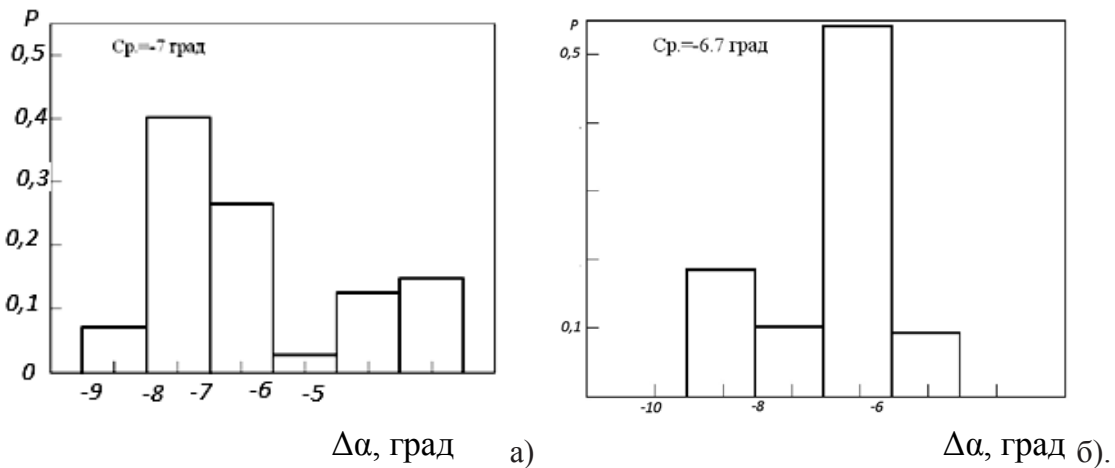 P
Ср.=-7 град
0,5
0,4
0,3
0,2
0,1
0
-9 -8 -7 -6 -5
Δα, град а)
P
Ср.=-6.7 град
0,5
0,1
-10 -8 -6
Δα, град б).